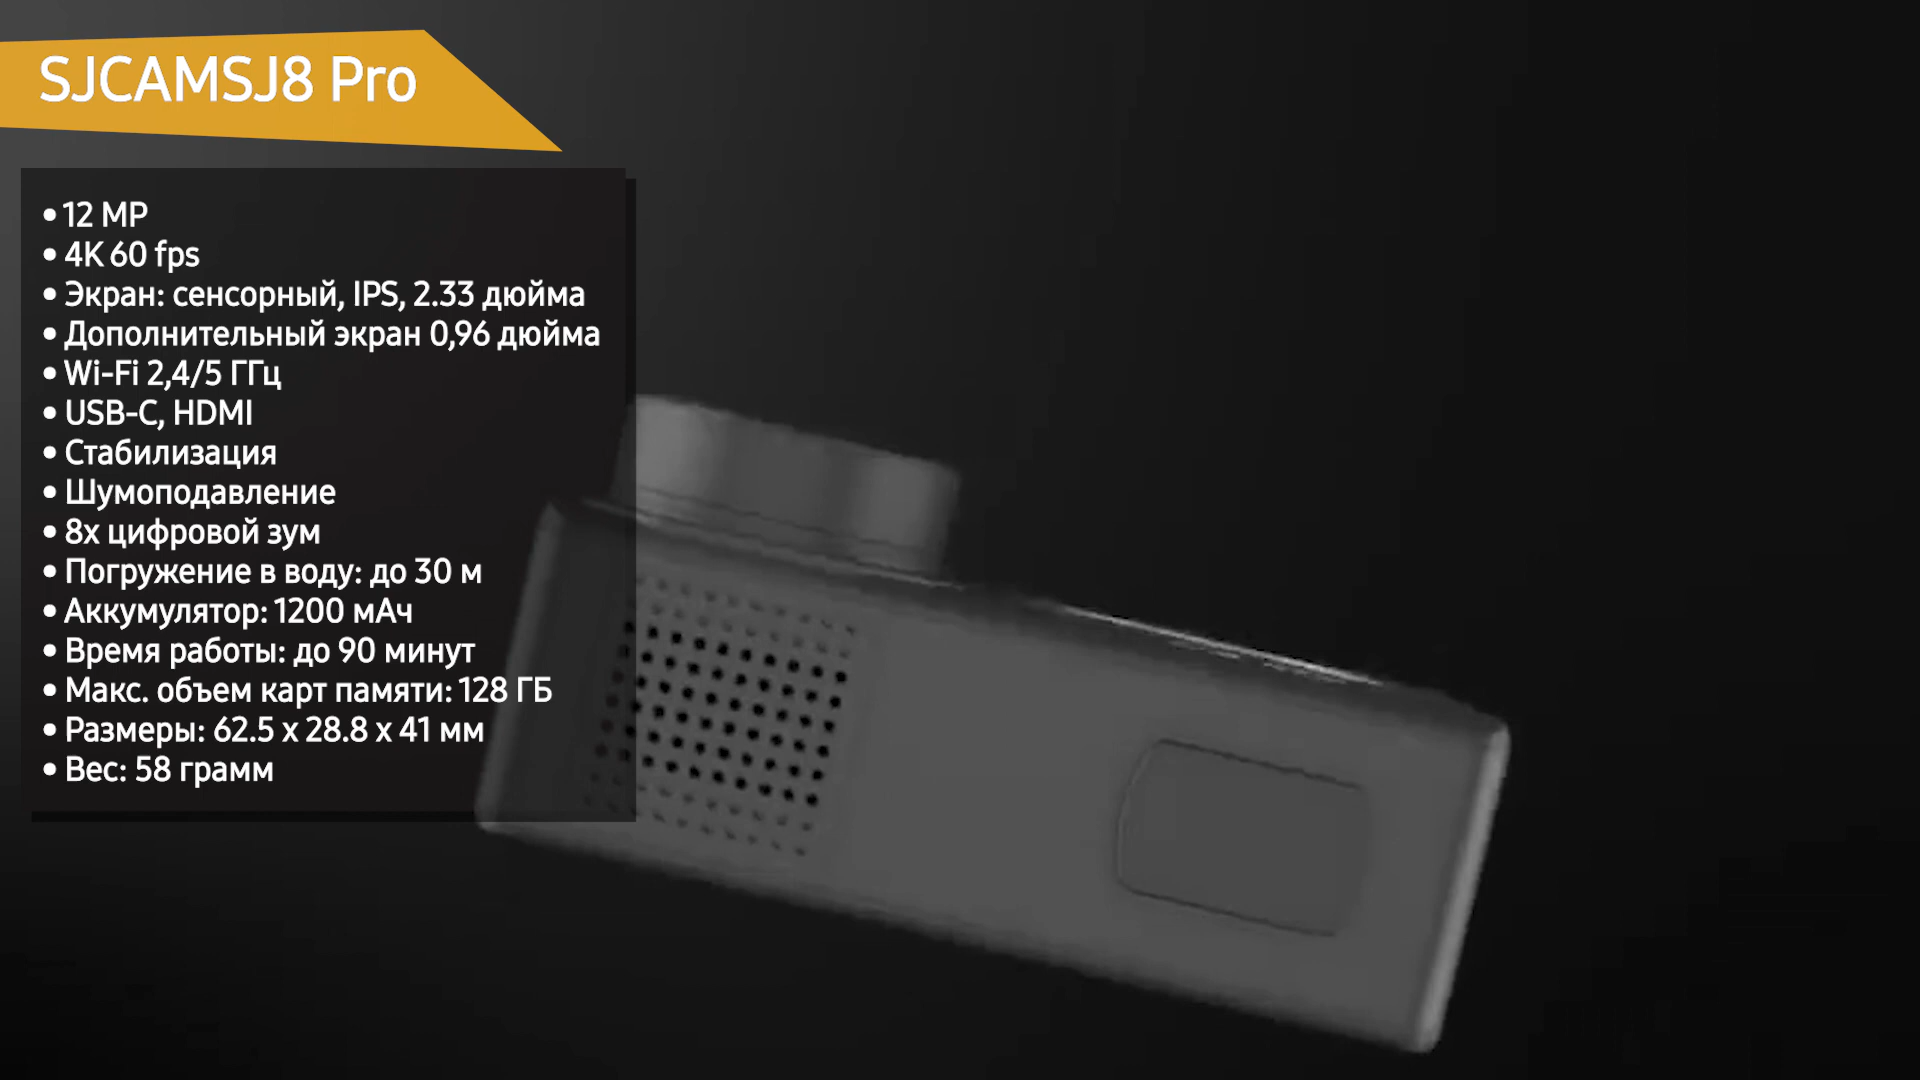 SJCAMSJ8 Pro
• 12 MP
• 4K 60 fps
• Экран: сенсорный, IPS, 2.33 дюйма
• Дополнительный экран 0,96 дюйма
• Wi-Fi 2,4/5 ГГц
• USB-C, HDMI
• Стабилизация
• Шумоподавление
• 8x цифровой зум
• Погружение в воду: до 30 м
• Аккумулятор: 1200 мАч
• Время работы: до 90 минут
• Макс. объем карт памяти: 128 ГБ
• Размеры: 62.5 x 28.8 x 41 мм
• Вес: 58 грамм